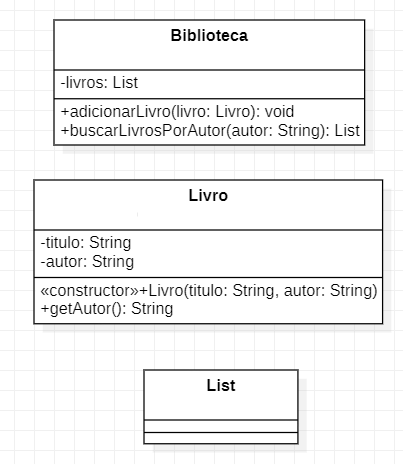 Biblioteca
-livros: List
+adicionarLivro(livro: Livro): void
+buscarLivrosPorAutor(autor: String): List
Livro
-titulo: String
-autor: String
«constructor»+Livro(titulo: String, autor: String)
+getAutor(): String
List